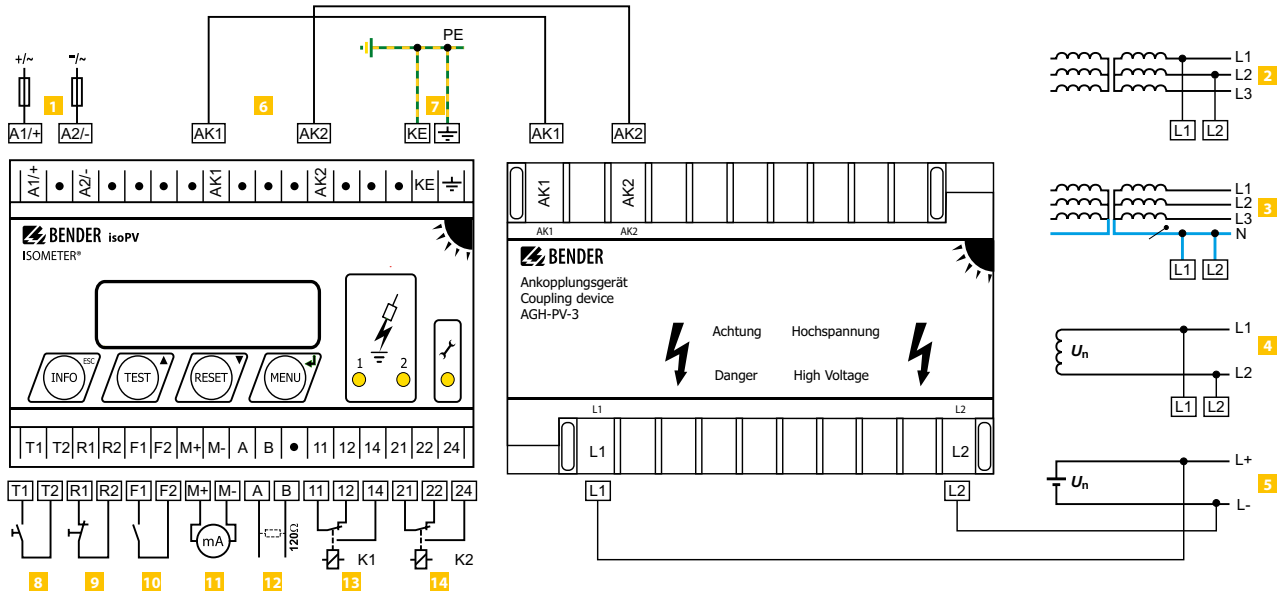 PE
+/~ -/~
1 6 7
A1/+ A2/- AK1 AK2 KE AK1 AK2
L1
L2 2
L3
L1 L2
A1/+ • A2/- • • • • AK1 • • • AK2 • • • KE
AK1 AK2
AK1 AK2
BENDER isoPV
ISOMETER®
BENDER
Ankopplungsgerät
Coupling device
AGH-PV-3
Achtung Hochspannung
Danger High Voltage
L1
L2 3
L3
N
L1 L2
INFO ESC TEST RESET MENU
1 2
L1
Un 4
L2
L1 L2
L1 L2
L1 L2
T1 T2 R1 R2 F1 F2 M+ M- A B • 11 12 14 21 22 24
T1 T2 R1 R2 F1 F2 M+ M- A B 11 12 14 21 22 24
L1 L2
L+
Un 5
L-
mA
120Ω
K1 K2
8 9 10 11 12 13 14